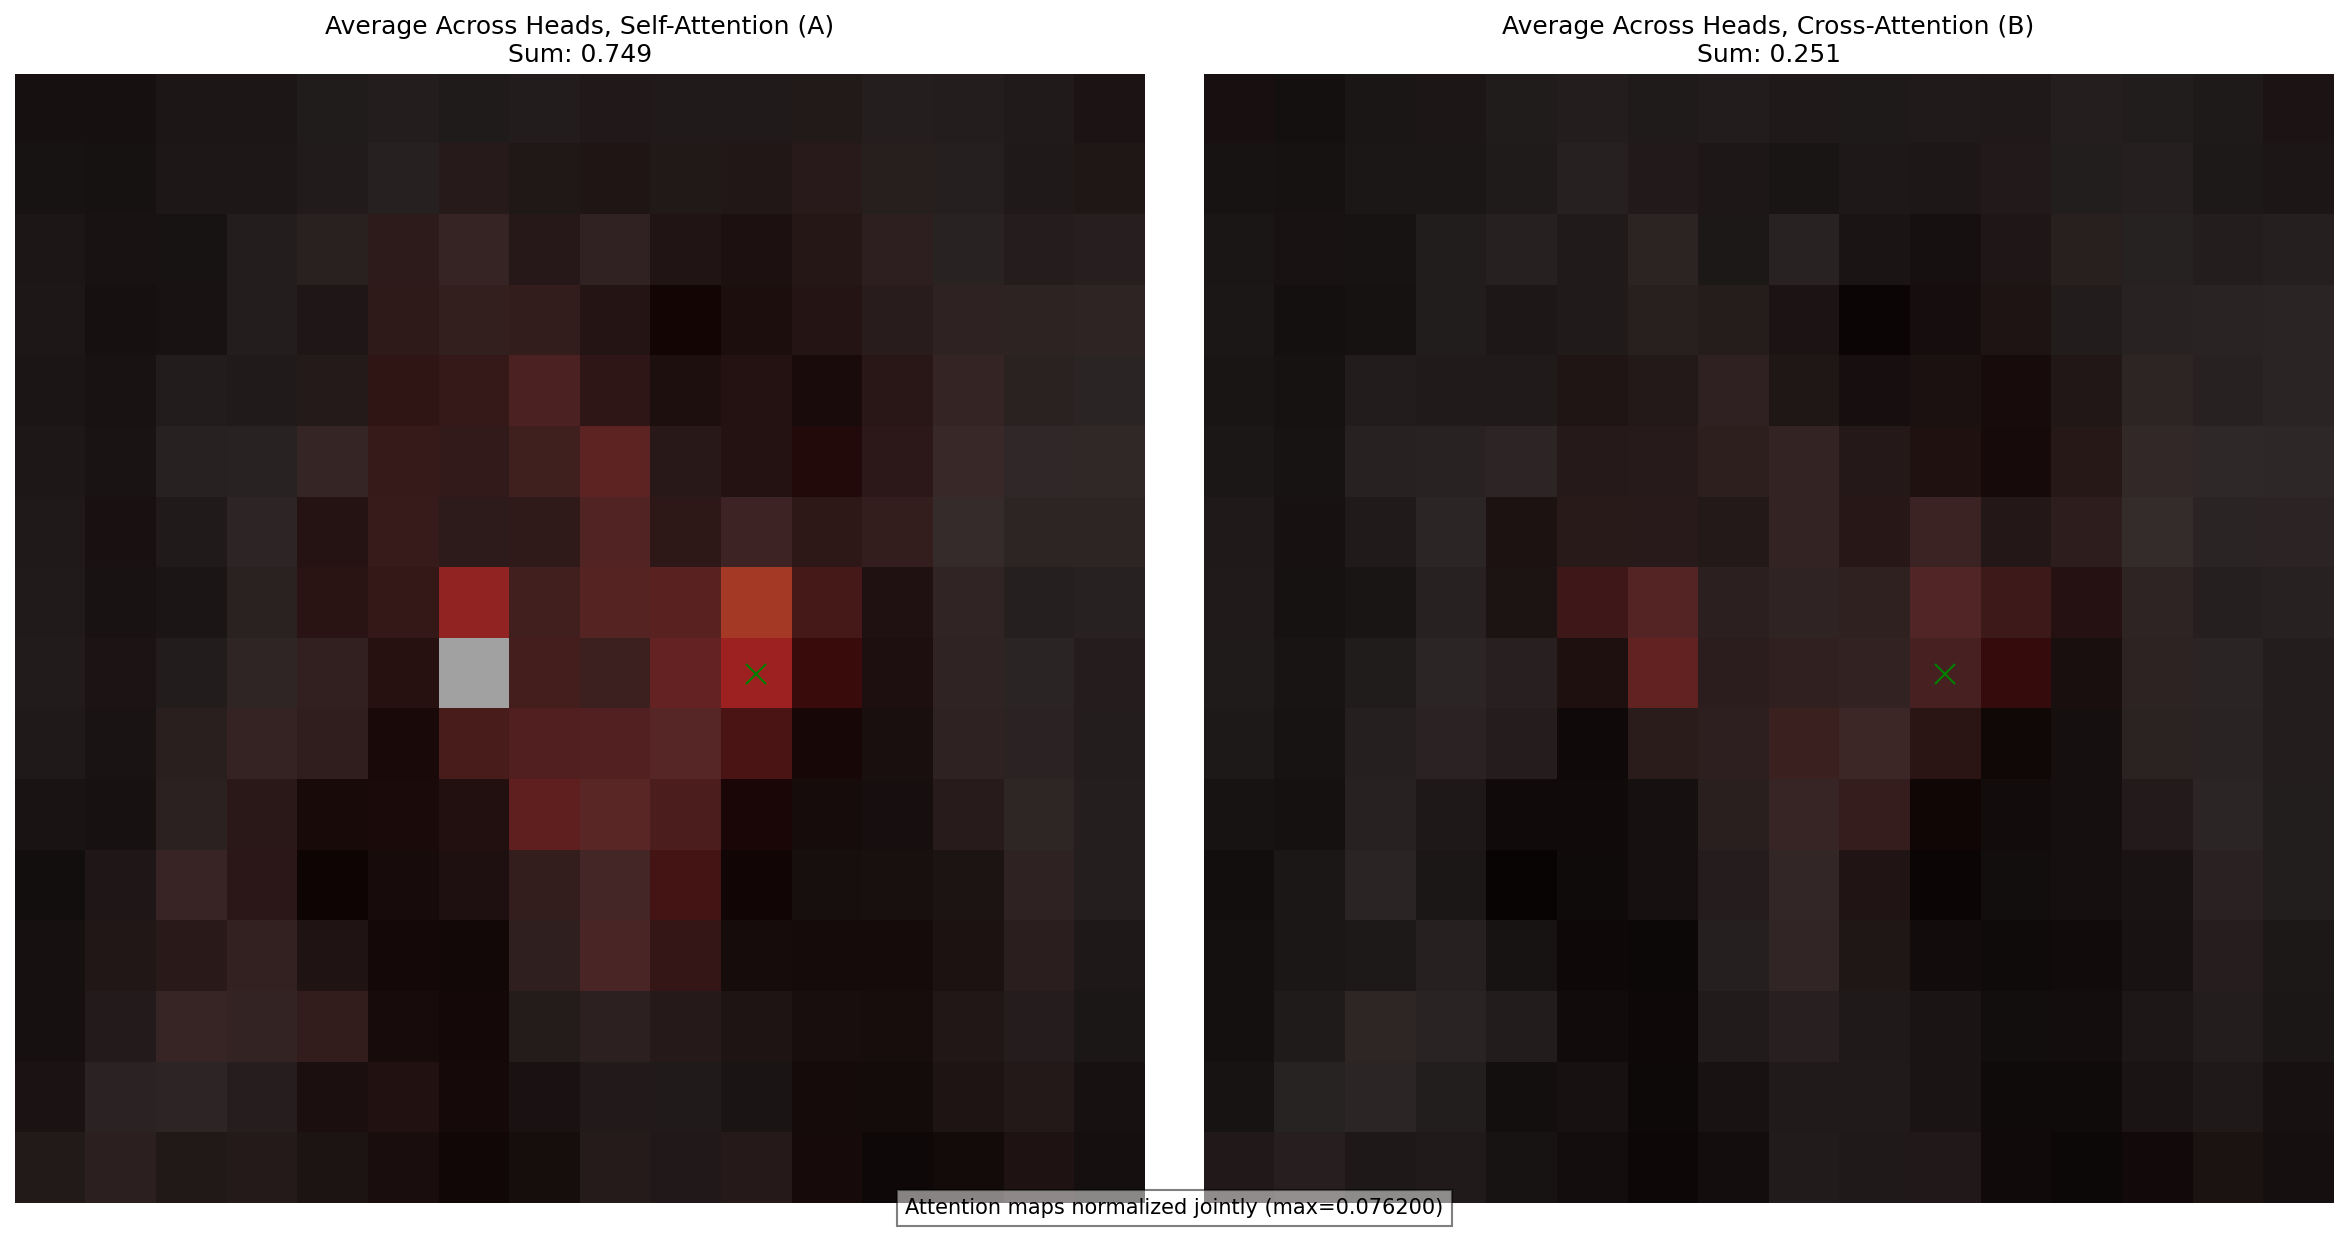 Average Across Heads, Self-Attention (A)
Sum: 0.749
Average Across Heads, Cross-Attention (B)
Sum: 0.251
Attention maps normalized jointly (max=0.076200)